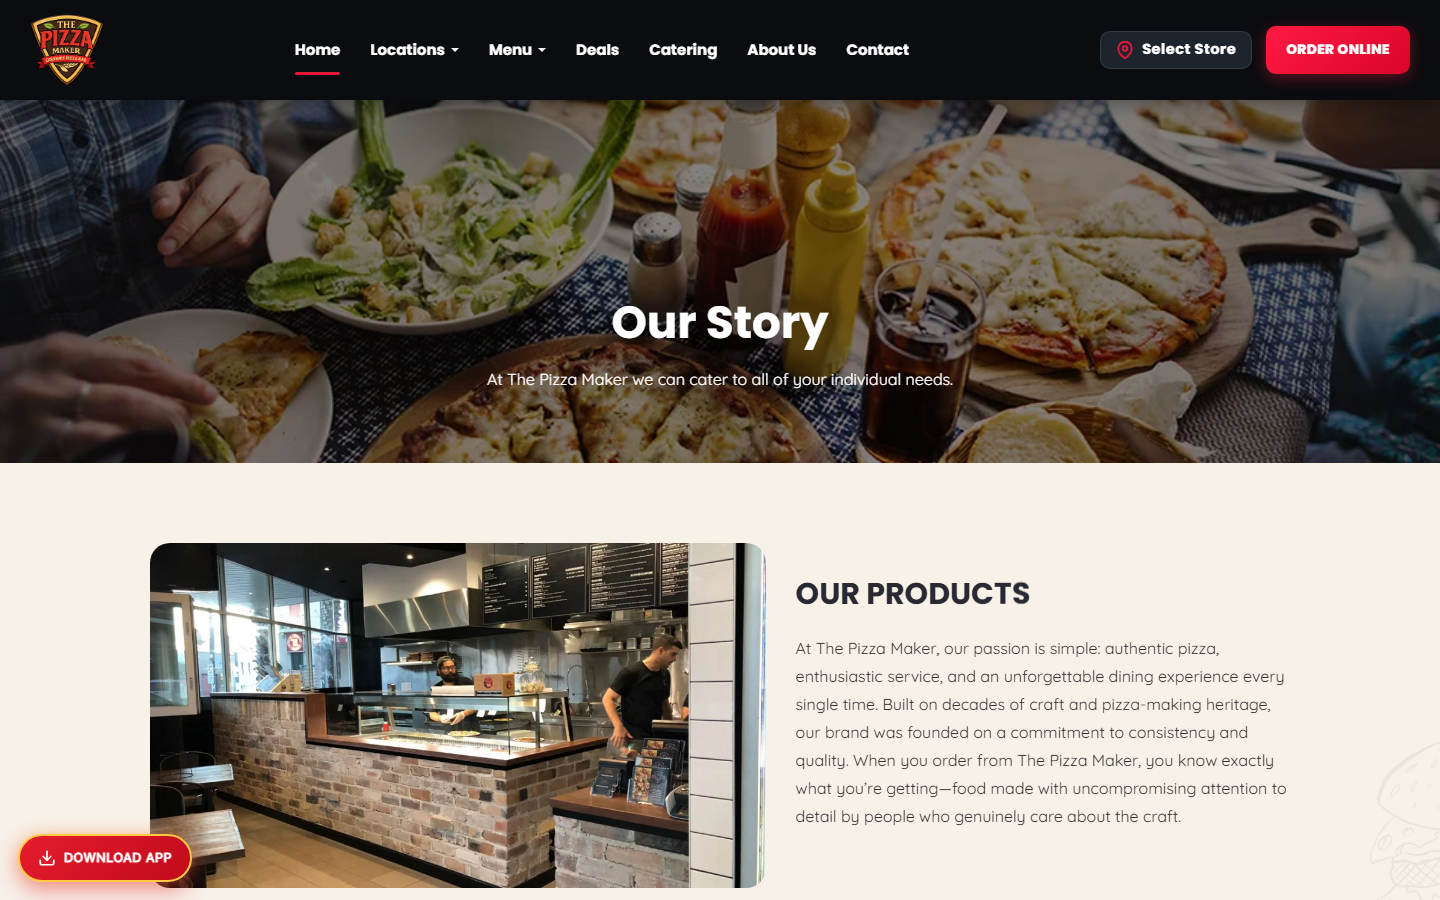 THE
PIZZA
MAKER
Home
Locations
Menu
Deals
Catering
About Us
Contact
Select Store
ORDER ONLINE
Our Story
At The Pizza Maker we can cater to all of your individual needs.
OUR PRODUCTS
At The Pizza Maker, our passion is simple: authentic pizza,
enthusiastic service, and an unforgettable dining experience every
single time. Built on decades of craft and pizza-making heritage,
our brand was founded on a commitment to consistency and
quality. When you order from The Pizza Maker, you know exactly
what you’re getting—food made with uncompromising attention to
detail by people who genuinely care about the craft.
DOWNLOAD APP